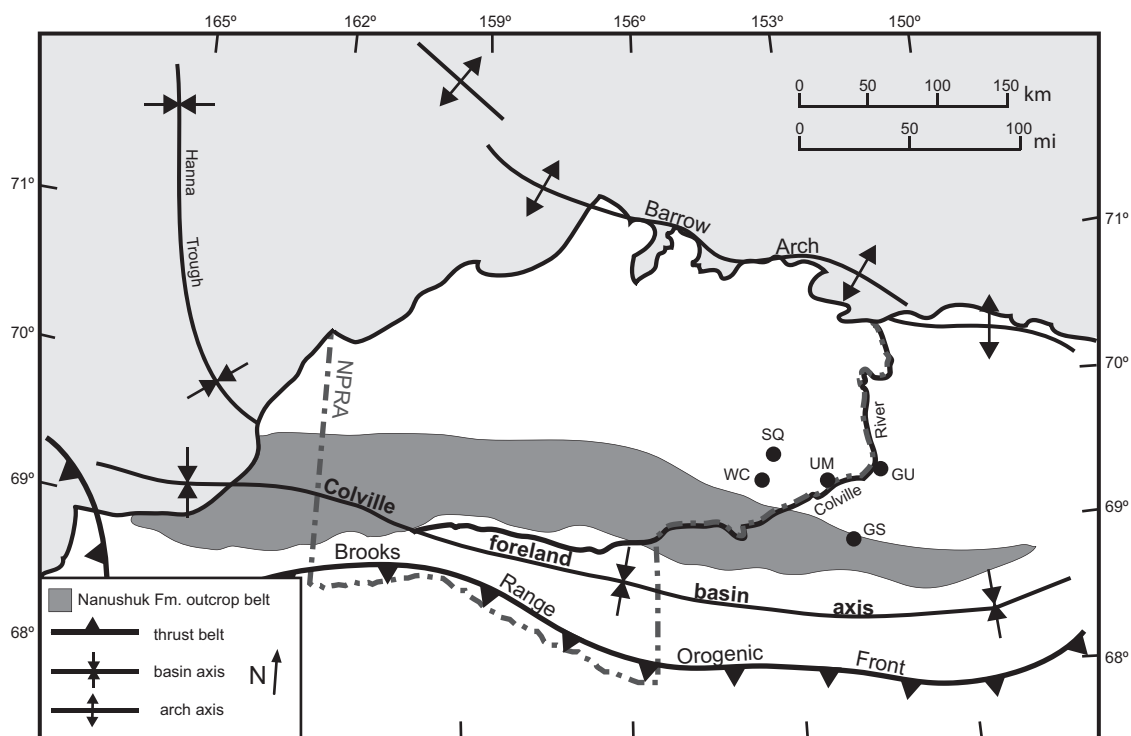 165º 162º 159º 156º 153º 150º
0 50 100 150 km
0 50 100 mi
71º
71º
70º
70º
69º
69º
68º
68º
Hanna
Trough
Barrow
Arch
NPRA
SQ
WC
UM
GU
GS
River
Colville
Colville
foreland
basin
axis
Brooks
Range
Orogenic
Front
Nanushuk Fm. outcrop belt
thrust belt
basin axis
arch axis
N